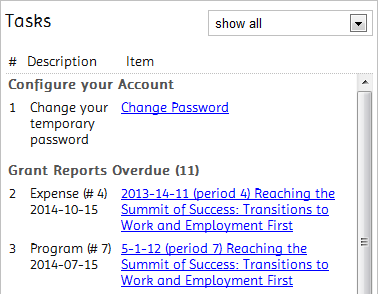 Tasks show all
# Description Item
Configure your Account
1 Change your Change Password
temporary
password
Grant Reports Overdue (11)
2 Expense (# 4) 2013-14-11 (period 4) Reaching the
2014-10-15 Summit of Success: Transitions to
Work and Employment First
3 Program (# 7) 5-1-12 (period 7) Reaching the
2014-07-15 Summit of Success: Transitions to
Work and Employment First